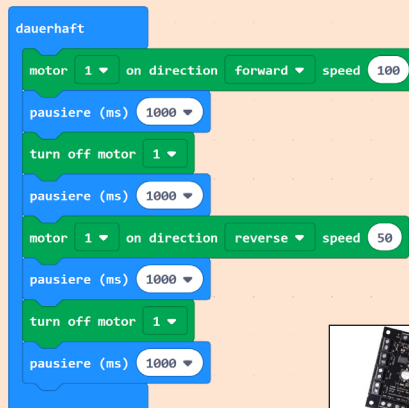 dauerhaft
motor 1 on direction forward speed 100
pausiere (ms) 1000
turn off motor 1
pausiere (ms) 1000
motor 1 on direction reverse speed 50
pausiere (ms) 1000
turn off motor 1
pausiere (ms) 1000